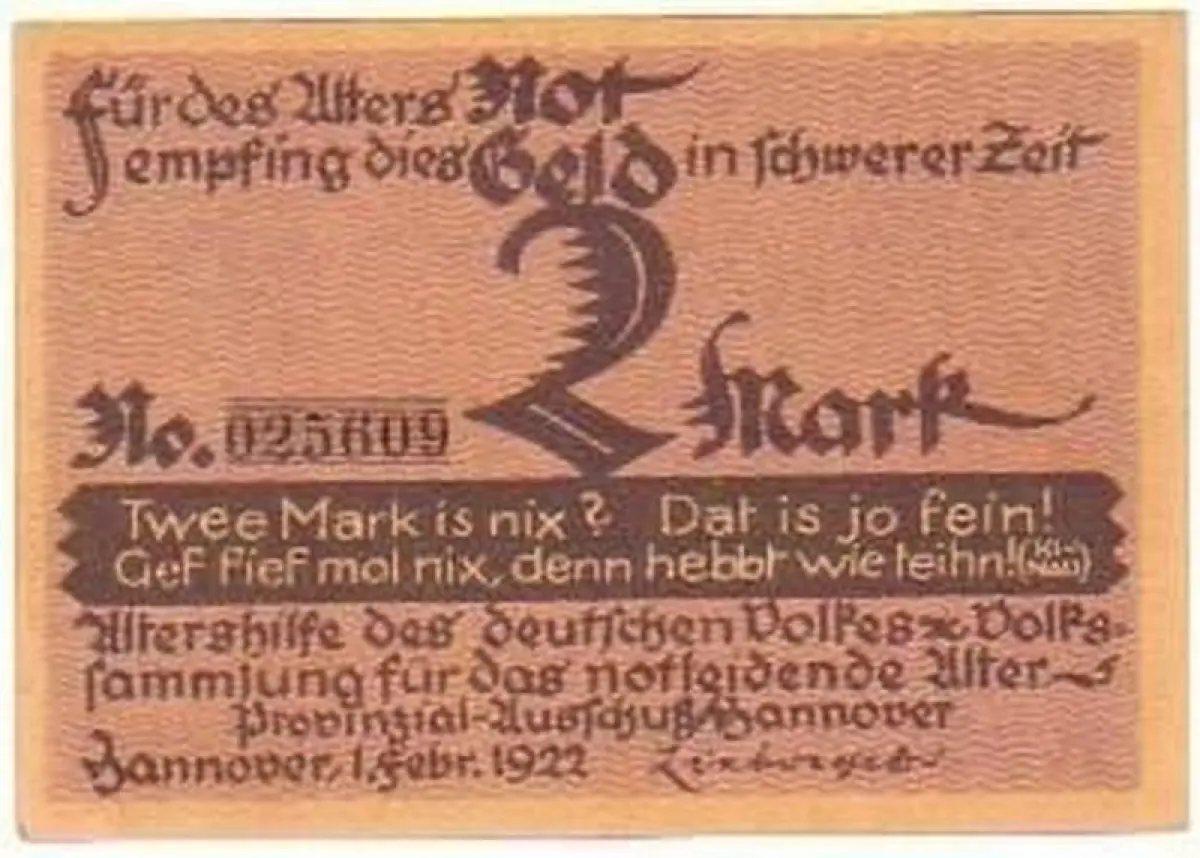 Für des Alters Not
empfing dies Geld in schwerer Zeit
2 Mark
No. 025609
Twee Mark is nix? Dat is jo fein!
Gef fief mol nix, denn hebbt wie teihn!
Altershilfe des deutschen Volkes Volks-
sammlung für das notleidende Alter
Provinzial-Ausschuß Hannover
Hannover, 1. Febr. 1922